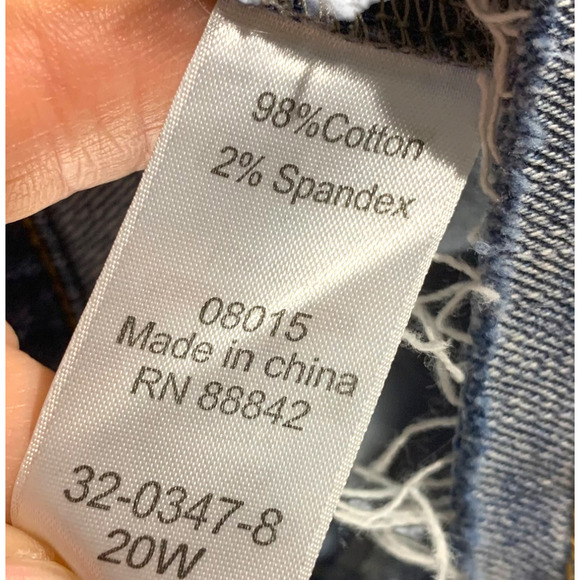 98%Cotton
2% Spandex
08015
Made in china
RN 88842
32-0347-8
20W